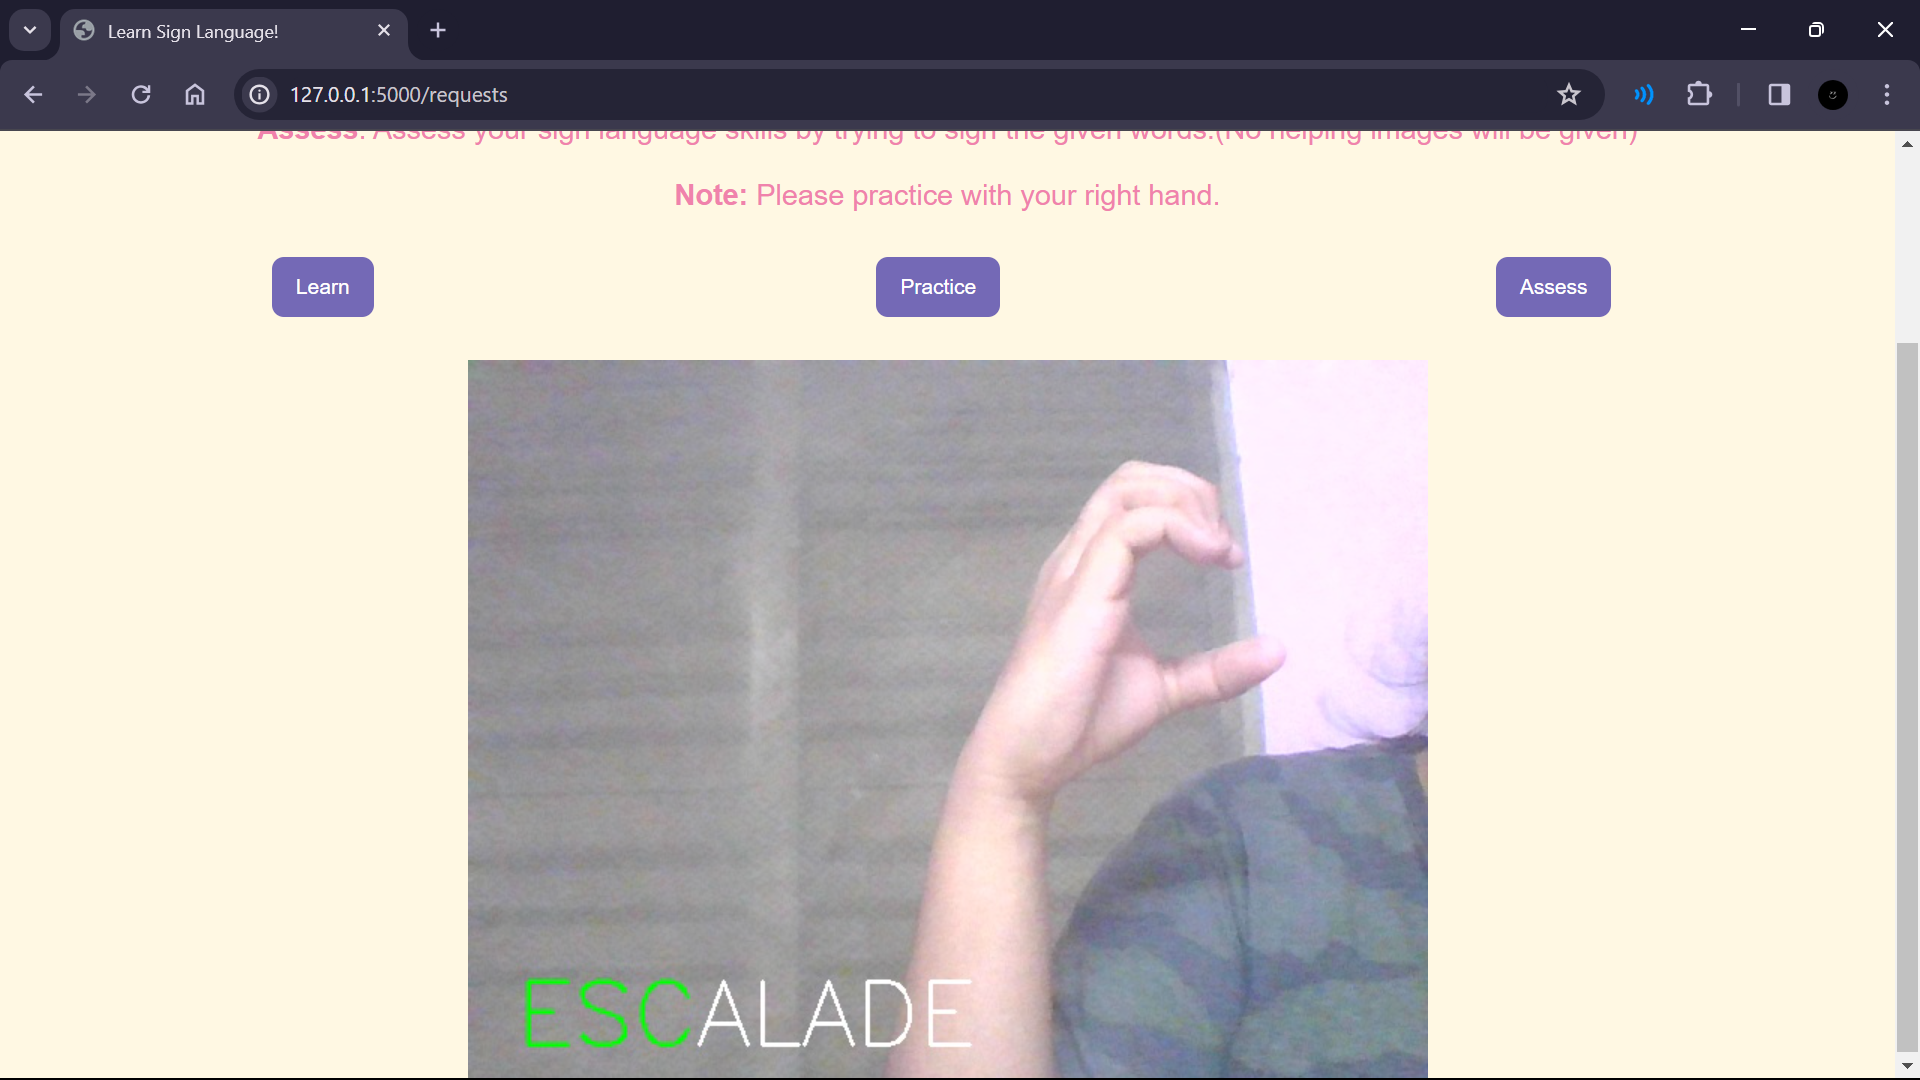 Learn Sign Language!
127.0.0.1:5000/requests
Assess: Assess your sign language skills by trying to sign the given words.(No helping images will be given)
Note: Please practice with your right hand.
Learn
Practice
Assess
ESCALADE